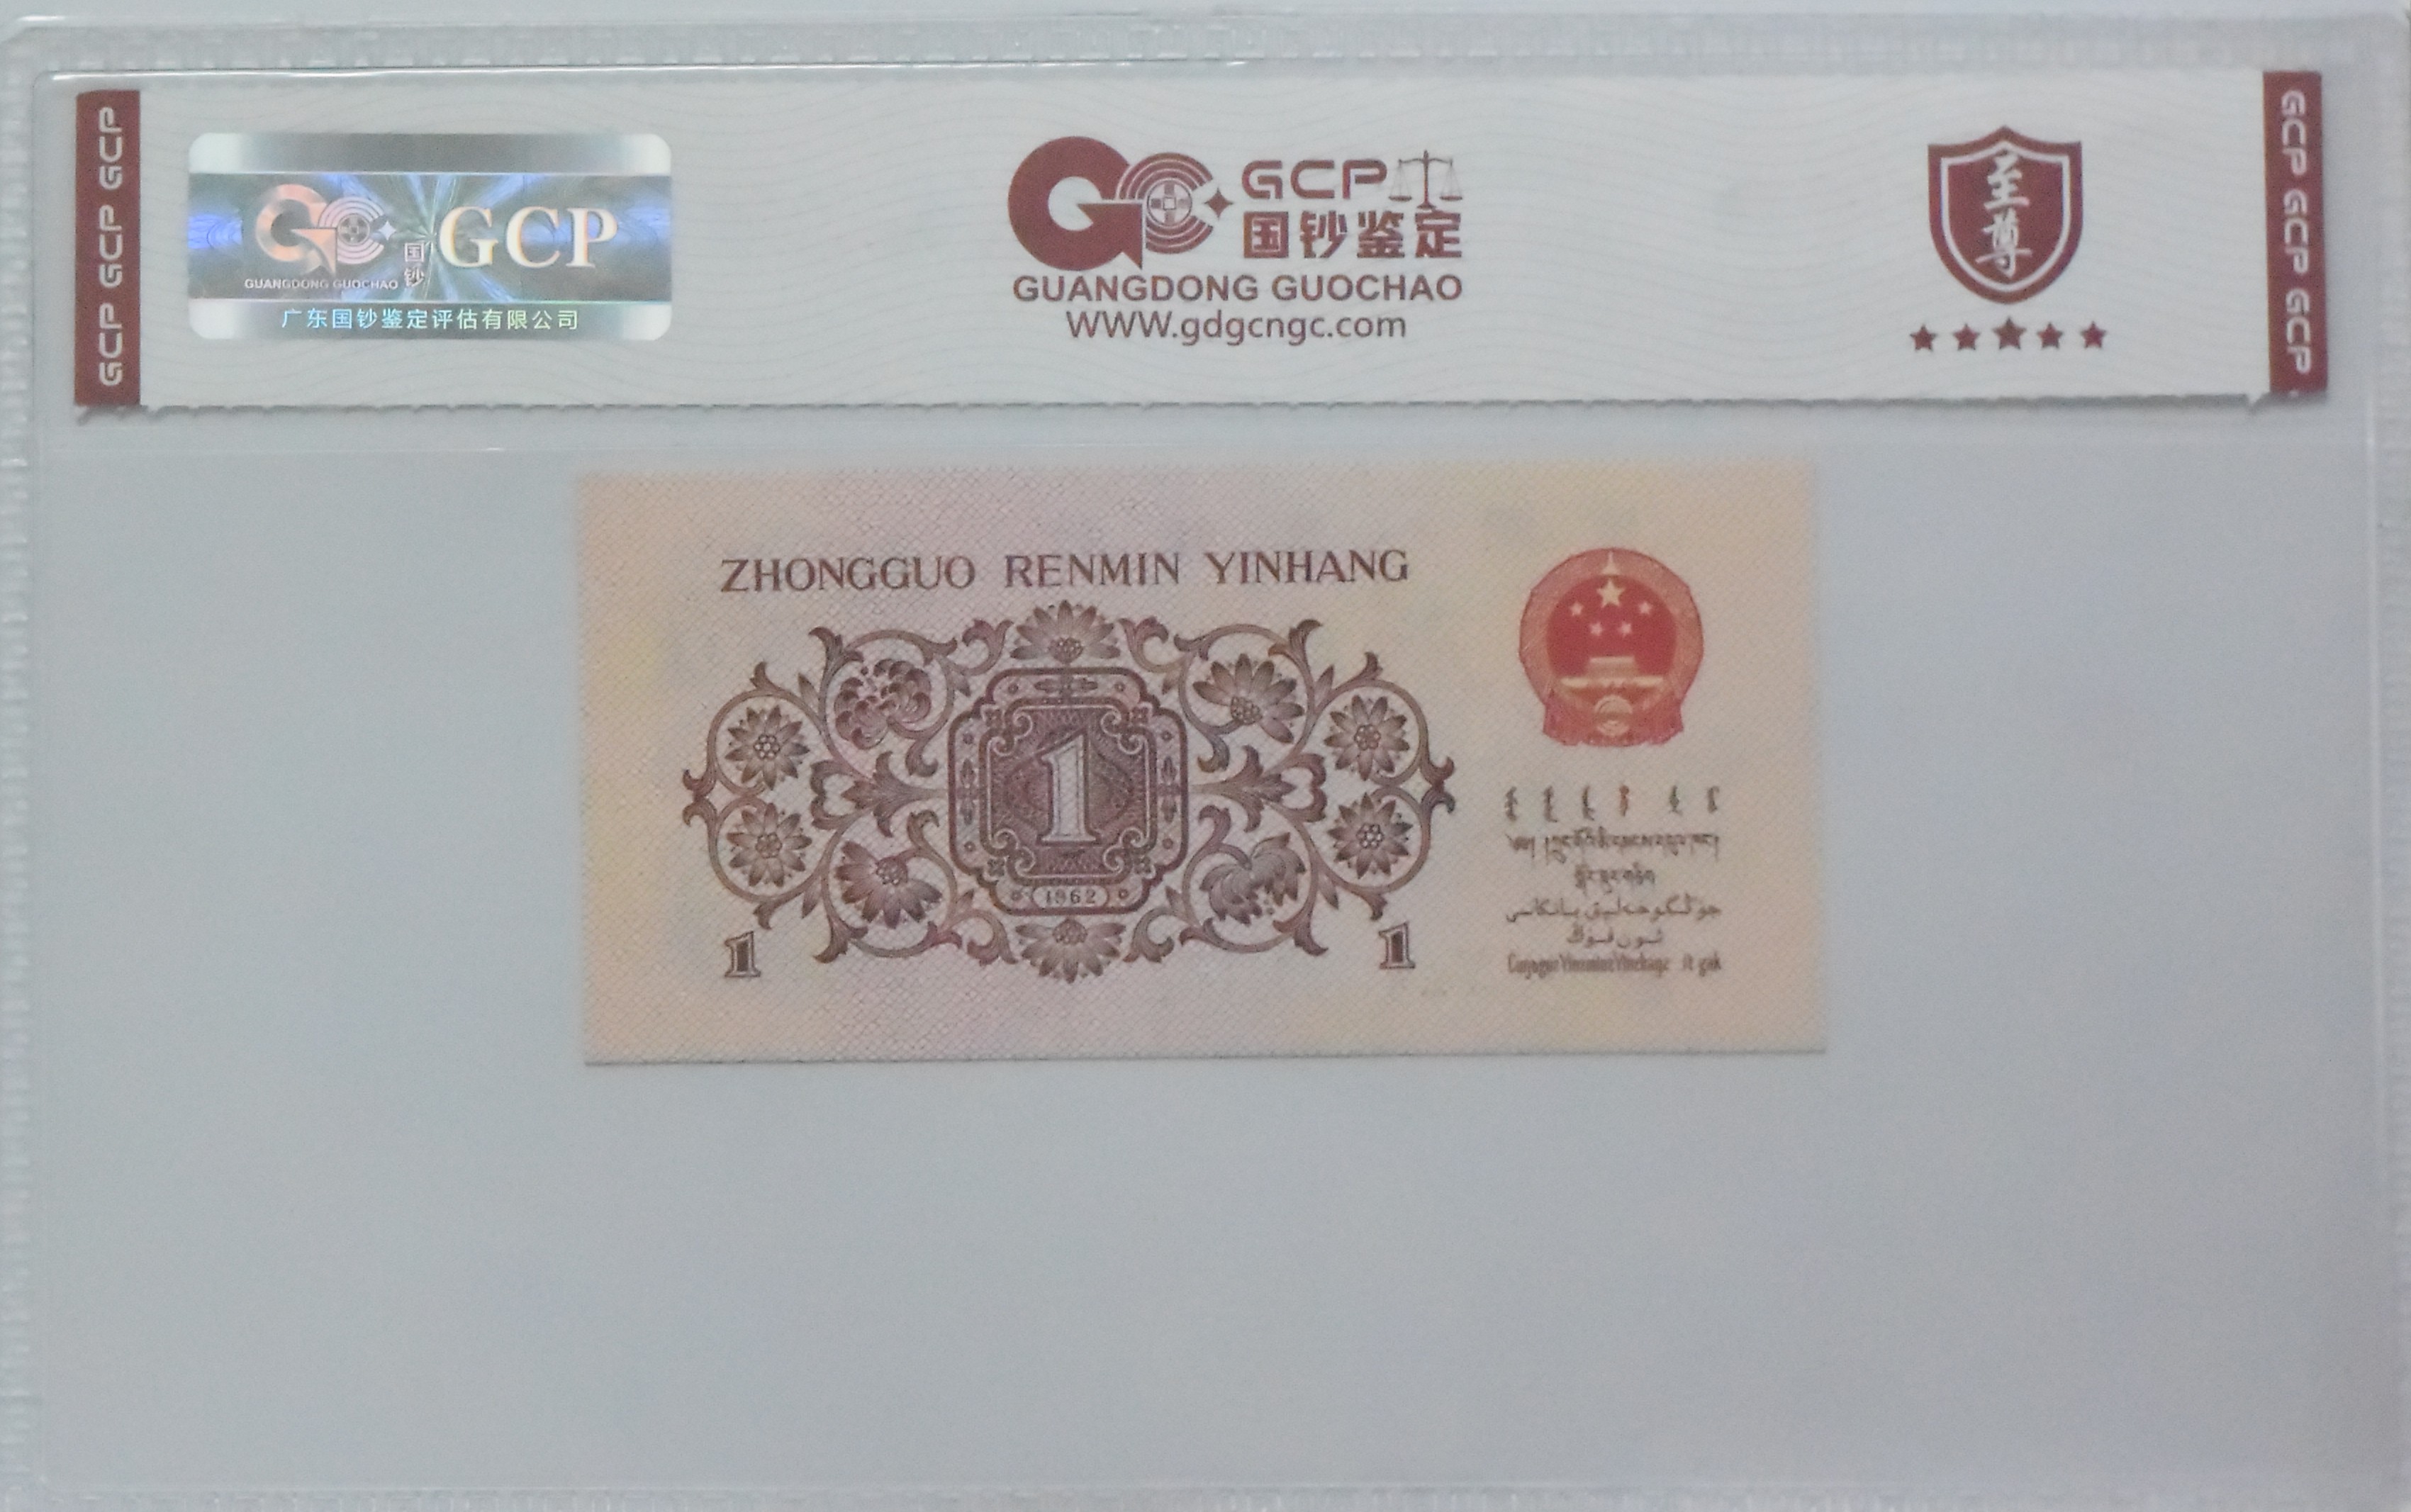 GCP GCP GCP
国钞
GCP
GUANGDONG GUOCHAO
广东国钞鉴定评估有限公司
GCP
国钞鉴定
GUANGDONG GUOCHAO
WWW.gdgcngc.com
至尊
GCP GCP GCP
ZHONGGUO RENMIN YINHANG
1
1962
1
1